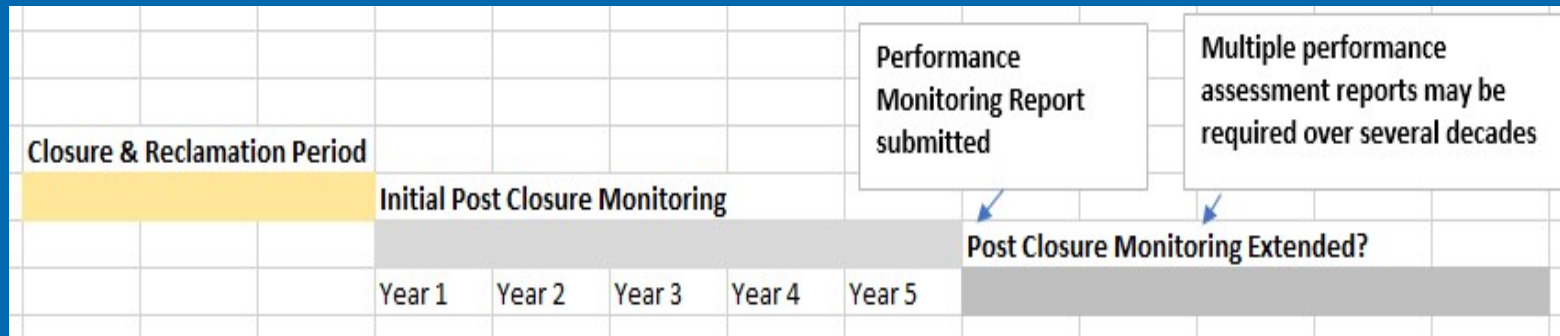 Performance
Monitoring Report
submitted
Multiple performance
assessment reports may be
required over several decades
Closure & Reclamation Period
Initial Post Closure Monitoring
Post Closure Monitoring Extended?
Year 1 Year 2 Year 3 Year 4 Year 5